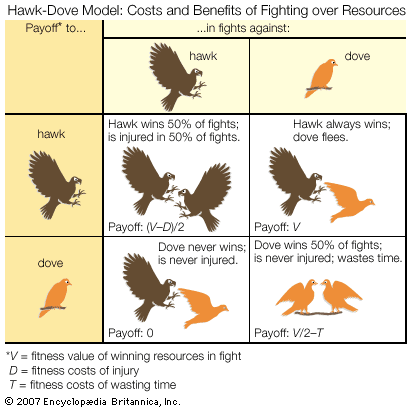 Hawk-Dove Model: Costs and Benefits of Fighting over Resources
Payoff* to...
...in fights against:
hawk
dove
hawk
Hawk wins 50% of fights;
is injured in 50% of fights.
Payoff: (V–D)/2
Hawk always wins;
dove flees.
Payoff: V
dove
Dove never wins;
is never injured.
Payoff: 0
Dove wins 50% of fights;
is never injured; wastes time.
Payoff: V/2–T
*V = fitness value of winning resources in fight
D = fitness costs of injury
T = fitness costs of wasting time
© 2007 Encyclopædia Britannica, Inc.